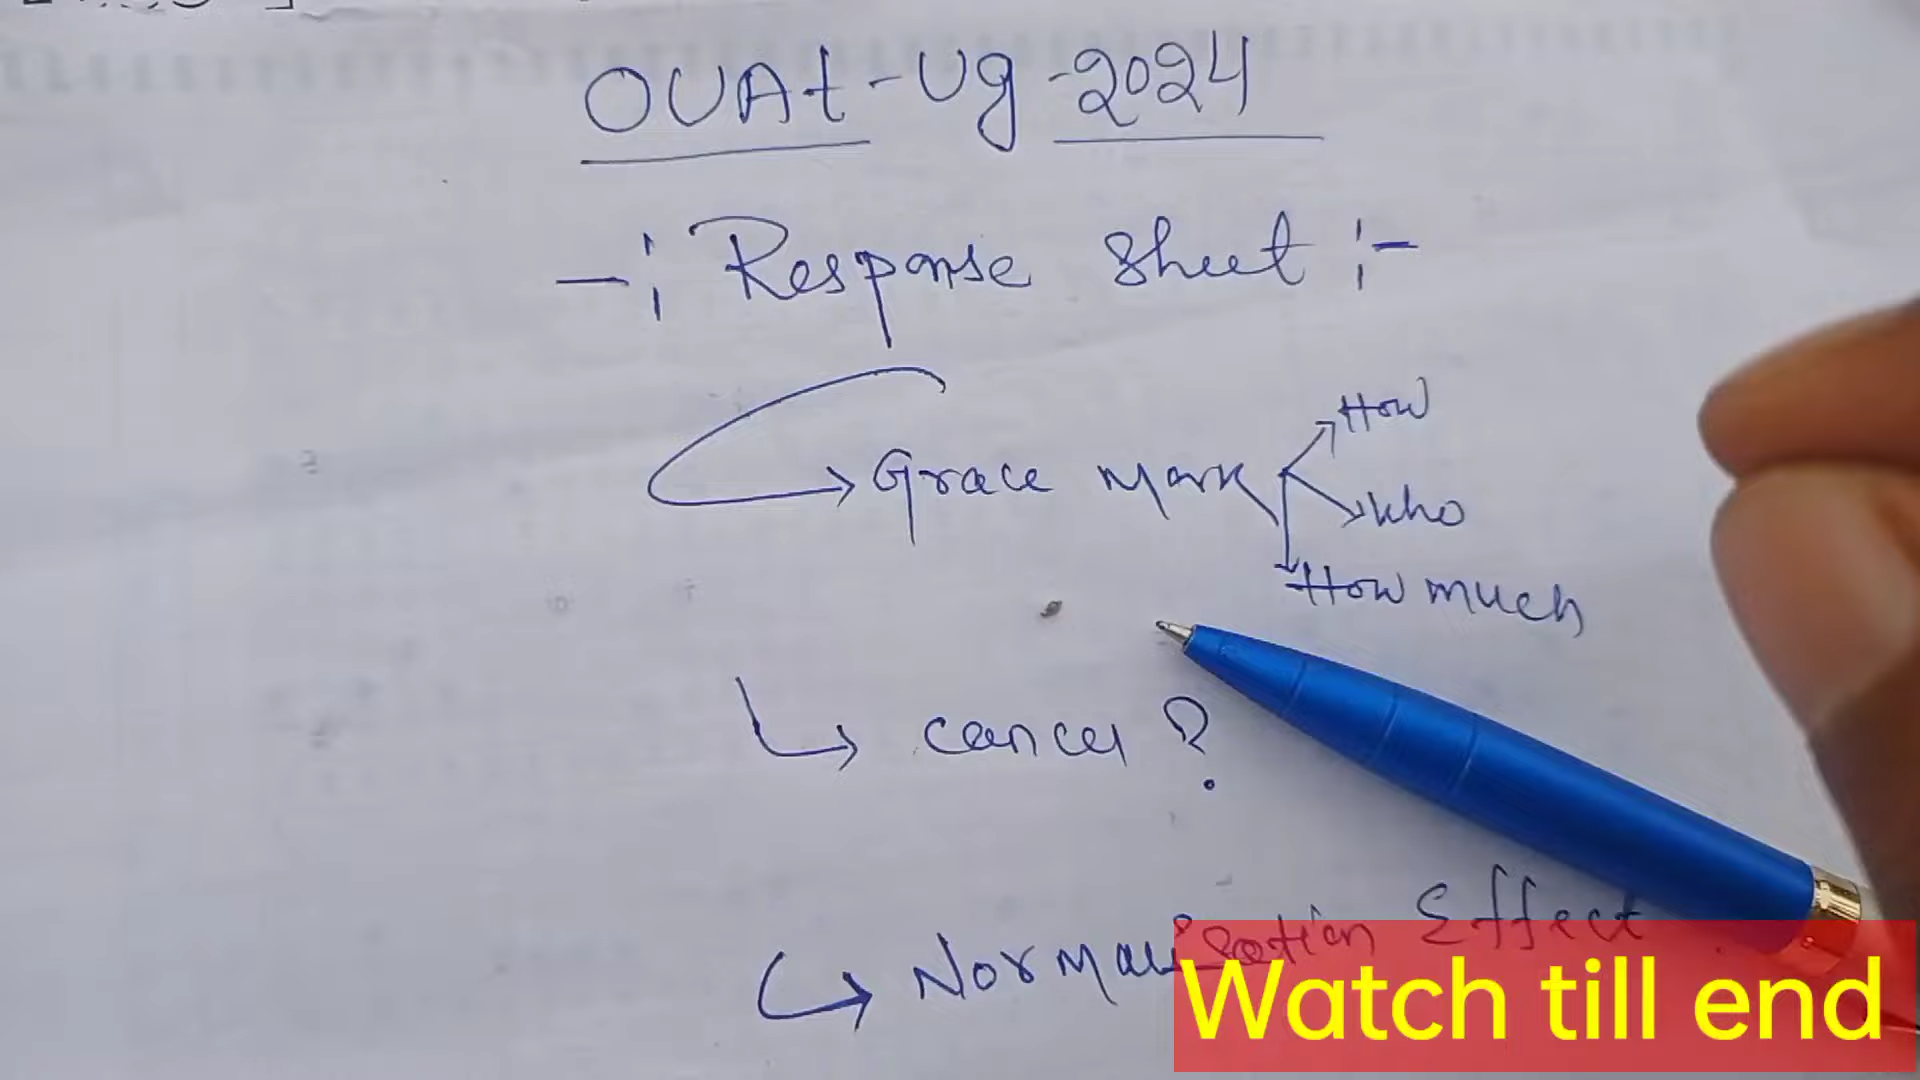 OUAt-Ug-2024
-: Response Sheet :-
Grace Mark
How
Who
How much
cancel ?
Normalisation Effect
Watch till end